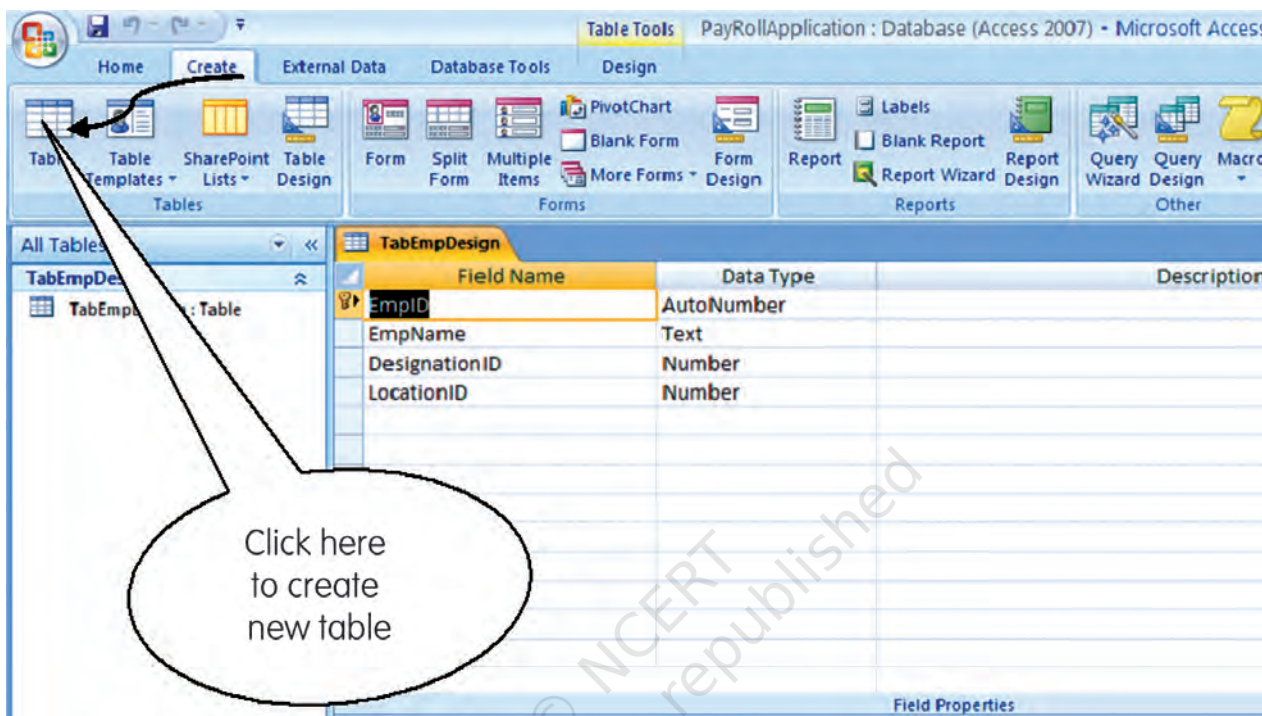 Table Tools PayRollApplication : Database (Access 2007) - Microsoft Access
Home Create External Data Database Tools Design
Table
Table Templates
SharePoint Lists
Table Design
Tables
Form
Split Form
Multiple Items
PivotChart
Blank Form
More Forms
Form Design
Forms
Report
Labels
Blank Report
Report Wizard
Report Design
Reports
Query Wizard
Query Design
Macro
Other
All Tables
TabEmpDes
TabEmp : Table
TabEmpDesign
Field Name Data Type Description
EmpID AutoNumber
EmpName Text
DesignationID Number
LocationID Number
Click here
to create
new table
© NCERT
republished
Field Properties